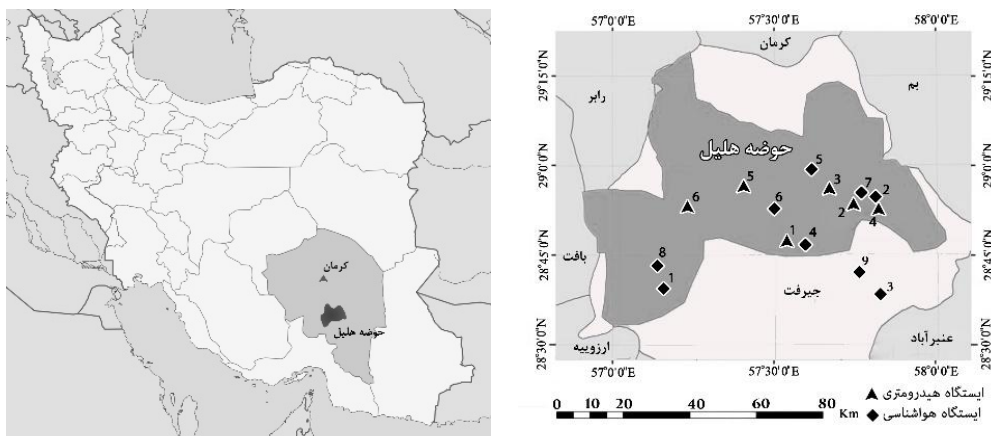 کرمان
حوضه هلیل
57°0'0"E
57°30'0"E
58°0'0"E
کرمان
29°15'0"N
29°15'0"N
رابر
بم
حوضه هلیل
29°0'0"N
29°0'0"N
5
5
3
7
2
6
6
2
4
1
4
28°45'0"N
28°45'0"N
بافت
8
9
1
جیرفت
3
28°30'0"N
28°30'0"N
ارزوییه
عنبرآباد
57°0'0"E
57°30'0"E
58°0'0"E
ایستگاه هیدرومتری
ایستگاه هواشناسی
0 10 20 40 60 80
Km